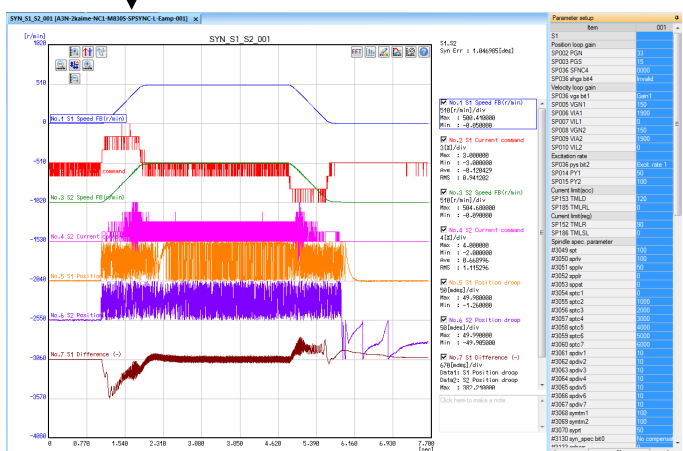 SYN_S1_S2_001 [A3N-2kaime-NC1-M830S-SPSYNC-L-Eamp-001] x
[r/min]
1020
SYN_S1_S2_001
FFT
510
0
-510
-1020
-1530
-2040
-2550
-3060
-3570
-4080
No.1 S1 Speed FB(r/min)
command
No.3 S2 Speed FB(r/min)
No.4 S2 Current
No.5 S1 Position
No.6 S2 Position
No.7 S1 Difference (-)
0
0.770
1.540
2.310
3.080
3.850
4.620
5.390
6.160
6.930
7.700
[sec]
S1,S2
Syn Err : 1.046985[deg]
No.1 S1 Speed FB(r/min)
510[r/min]/div
Max : 500.410000
Min : -0.050000
No.2 S1 Current command
3[%]/div
Max : 3.000000
Min : -3.000000
Ave : -0.120429
RMS : 0.941202
No.3 S2 Speed FB(r/min)
510[r/min]/div
Max : 504.680000
Min : -0.090000
No.4 S2 Current command
4[%]/div
Max : 4.000000
Min : -2.000000
Ave : 0.660996
RMS : 1.115296
No.5 S1 Position droop
50[mdeg]/div
Max : 49.980000
Min : -1.260000
No.6 S2 Position droop
50[mdeg]/div
Max : 49.990000
Min : -49.985000
No.7 S1 Difference (-)
670[mdeg]/div
Data1: S1 Position droop
Data2: S2 Position droop
Max : 382.210000
Click here to make a note
Parameter setup
Item 001
S1
Position loop gain
SP002 PGN 33
SP003 PGS 15
SP036 SFNC4 0000
SP036 shgs bit4 Invalid
Velocity loop gain
SP036 vgs bit1 Gain 1
SP005 VGN1 150
SP006 VIA1 1900
SP007 VIL1 0
SP008 VGN2 150
SP009 VIA2 1900
SP010 VIL2 0
Excitation rate
SP036 pys bit2 Excit. rate 1
SP014 PY1 50
SP015 PY2 100
Current limit(acc)
SP153 TMLD 120
SP185 TMLRL 0
Current limit(reg)
SP152 TMLR 90
SP186 TMLSL 0
Spindle spec. parameter
#3049 spt 100
#3050 sprlv 100
#3051 spplv 50
#3052 spplr 0
#3053 sppst 0
#3054 sptc1 0
#3055 sptc2 1000
#3056 sptc3 2000
#3057 sptc4 3000
#3058 sptc5 4000
#3059 sptc6 5000
#3060 sptc7 6000
#3061 spdiv1 10
#3062 spdiv2 10
#3063 spdiv3 10
#3064 spdiv4 10
#3065 spdiv5 10
#3066 spdiv6 10
#3067 spdiv7 10
#3068 symtm1 100
#3069 symtm2 100
#3070 syprt 50
#3130 syn_spec bit0 No compensat